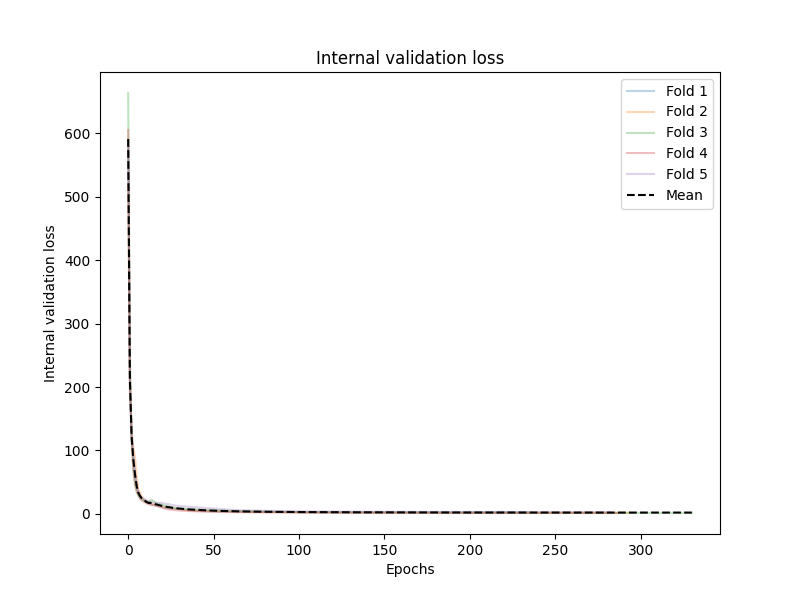 Internal validation loss
Fold 1
Fold 2
Fold 3
Fold 4
Fold 5
Mean
Internal validation loss
600
500
400
300
200
100
0
0 50 100 150 200 250 300
Epochs